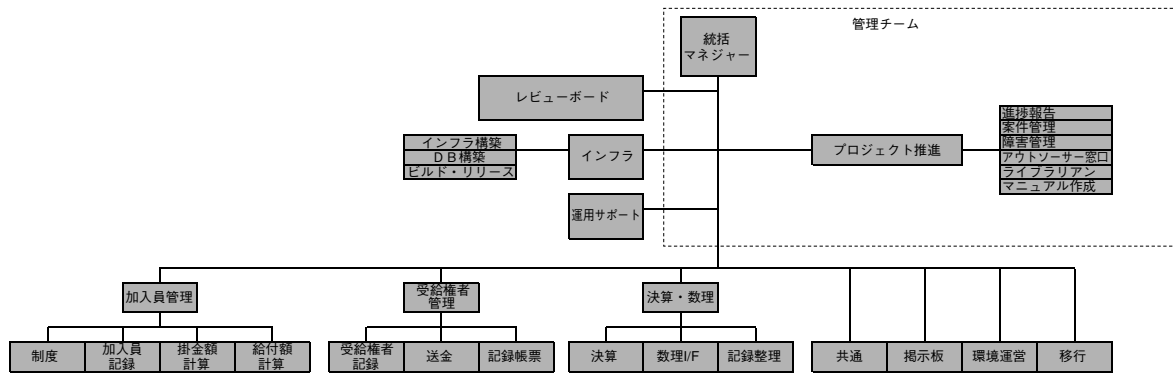 管理チーム
統括
マネジャー
レビューボード
インフラ構築
DB構築
ビルド・リリース
インフラ
プロジェクト推進
進捗報告
案件管理
障害管理
アウトソーサー窓口
ライブラリアン
マニュアル作成
運用サポート
加入員管理
受給権者
管理
決算・数理
制度
加入員
記録
掛金額
計算
給付額
計算
受給権者
記録
送金
記録帳票
決算
数理I/F
記録整理
共通
掲示板
環境運営
移行